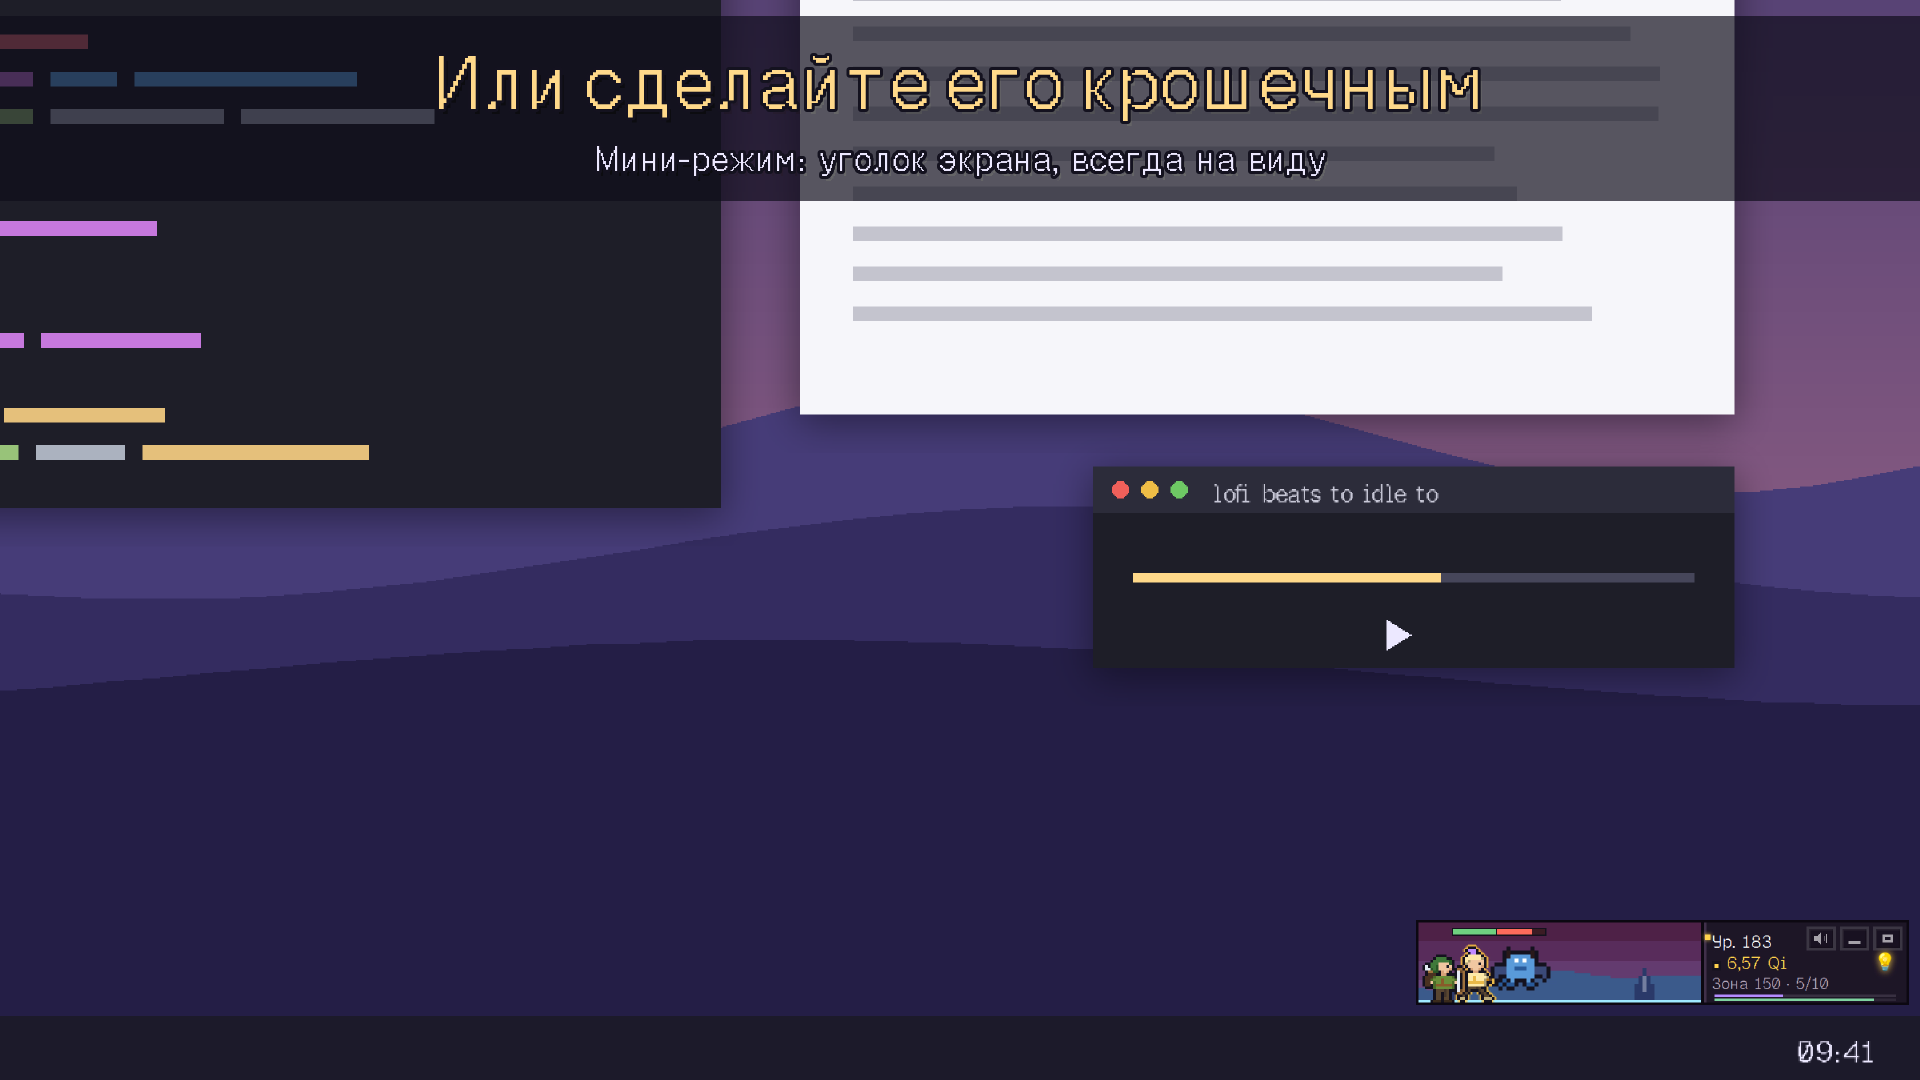 Или сделайте его крошечным
Мини-режим: уголок экрана, всегда на виду
lofi beats to idle to
Ур. 183
6,57 Qi
Зона 150 · 5/10
09:41